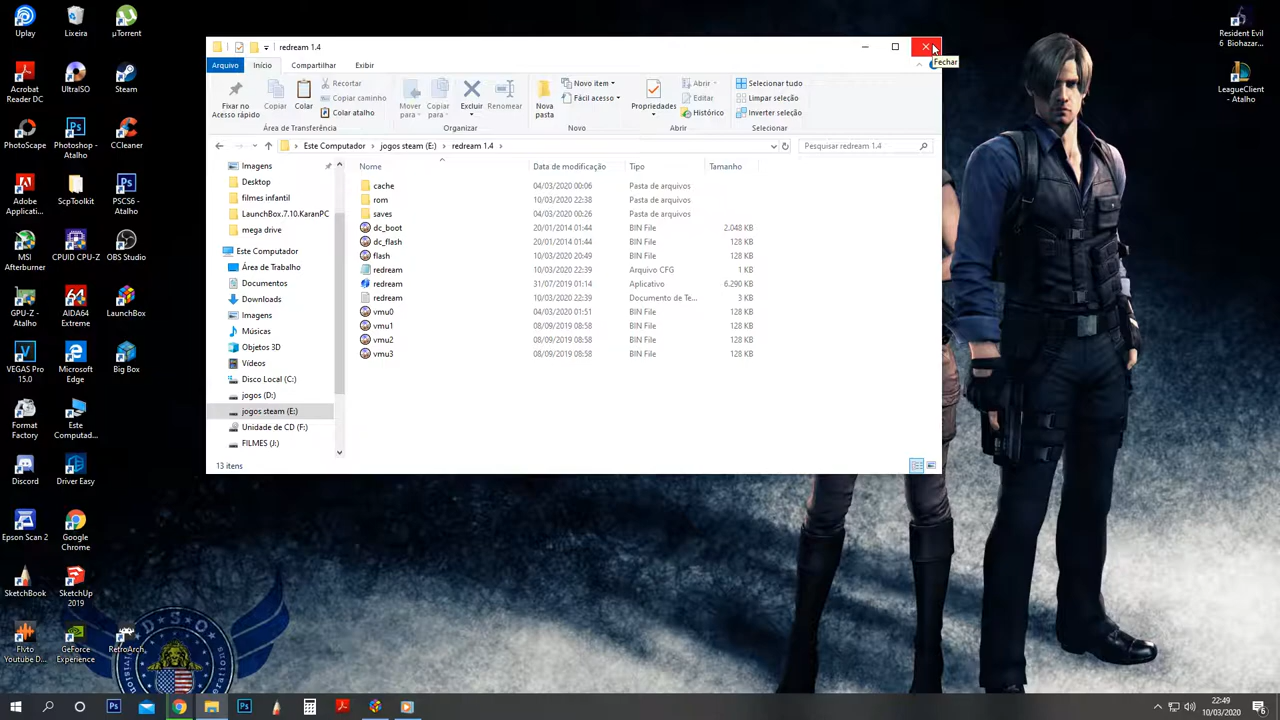 Uplay
Lixeira
µTorrent
Acrobat
Reader DC
UltraISO
Steam
PhotoScape
Photoshop -
Atalho
CCleaner
Adobe
Applicati...
ScpToolkit
PS CS6 -
Atalho
MSI
Afterburner
CPUID CPU-Z
OBS Studio
GPU-Z -
Atalho
AIDA64
Extreme
LaunchBox
VEGAS Pro
15.0
Microsoft
Edge
Big Box
Format
Factory
Este
Computad...
Discord
Driver Easy
Epson Scan 2
Google
Chrome
SketchBook
SketchUp
2019
Flvto
Youtube D...
GeForce
Experience
RetroArch
Resident Evil
6 Biohazar...
LeagueClient
- Atalho
redream 1.4
Fechar
Arquivo
Início
Compartilhar
Exibir
Fixar no
Acesso rápido
Copiar
Colar
Recortar
Copiar caminho
Colar atalho
Área de Transferência
Mover
para
Copiar
para
Excluir
Renomear
Organizar
Nova
pasta
Novo item
Fácil acesso
Novo
Propriedades
Abrir
Editar
Histórico
Abrir
Selecionar tudo
Limpar seleção
Inverter seleção
Selecionar
Este Computador
jogos steam (E:)
redream 1.4
Pesquisar redream 1.4
Imagens
Desktop
filmes infantil
LaunchBox.7.10.KaranPC
mega drive
Este Computador
Área de Trabalho
Documentos
Downloads
Imagens
Músicas
Objetos 3D
Vídeos
Disco Local (C:)
jogos (D:)
jogos steam (E:)
Unidade de CD (F:)
FILMES (J:)
Nome Data de modificação Tipo Tamanho
cache 04/03/2020 00:06 Pasta de arquivos
rom 10/03/2020 22:38 Pasta de arquivos
saves 04/03/2020 00:26 Pasta de arquivos
dc_boot 20/01/2014 01:44 BIN File 2.048 KB
dc_flash 20/01/2014 01:44 BIN File 128 KB
flash 10/03/2020 20:49 BIN File 128 KB
redream 10/03/2020 22:39 Arquivo CFG 1 KB
redream 31/07/2019 01:14 Aplicativo 6.290 KB
redream 10/03/2020 22:39 Documento de Te... 3 KB
vmu0 04/03/2020 01:51 BIN File 128 KB
vmu1 08/09/2019 08:58 BIN File 128 KB
vmu2 08/09/2019 08:58 BIN File 128 KB
vmu3 08/09/2019 08:58 BIN File 128 KB
13 itens
D S O
22:49
10/03/2020
6